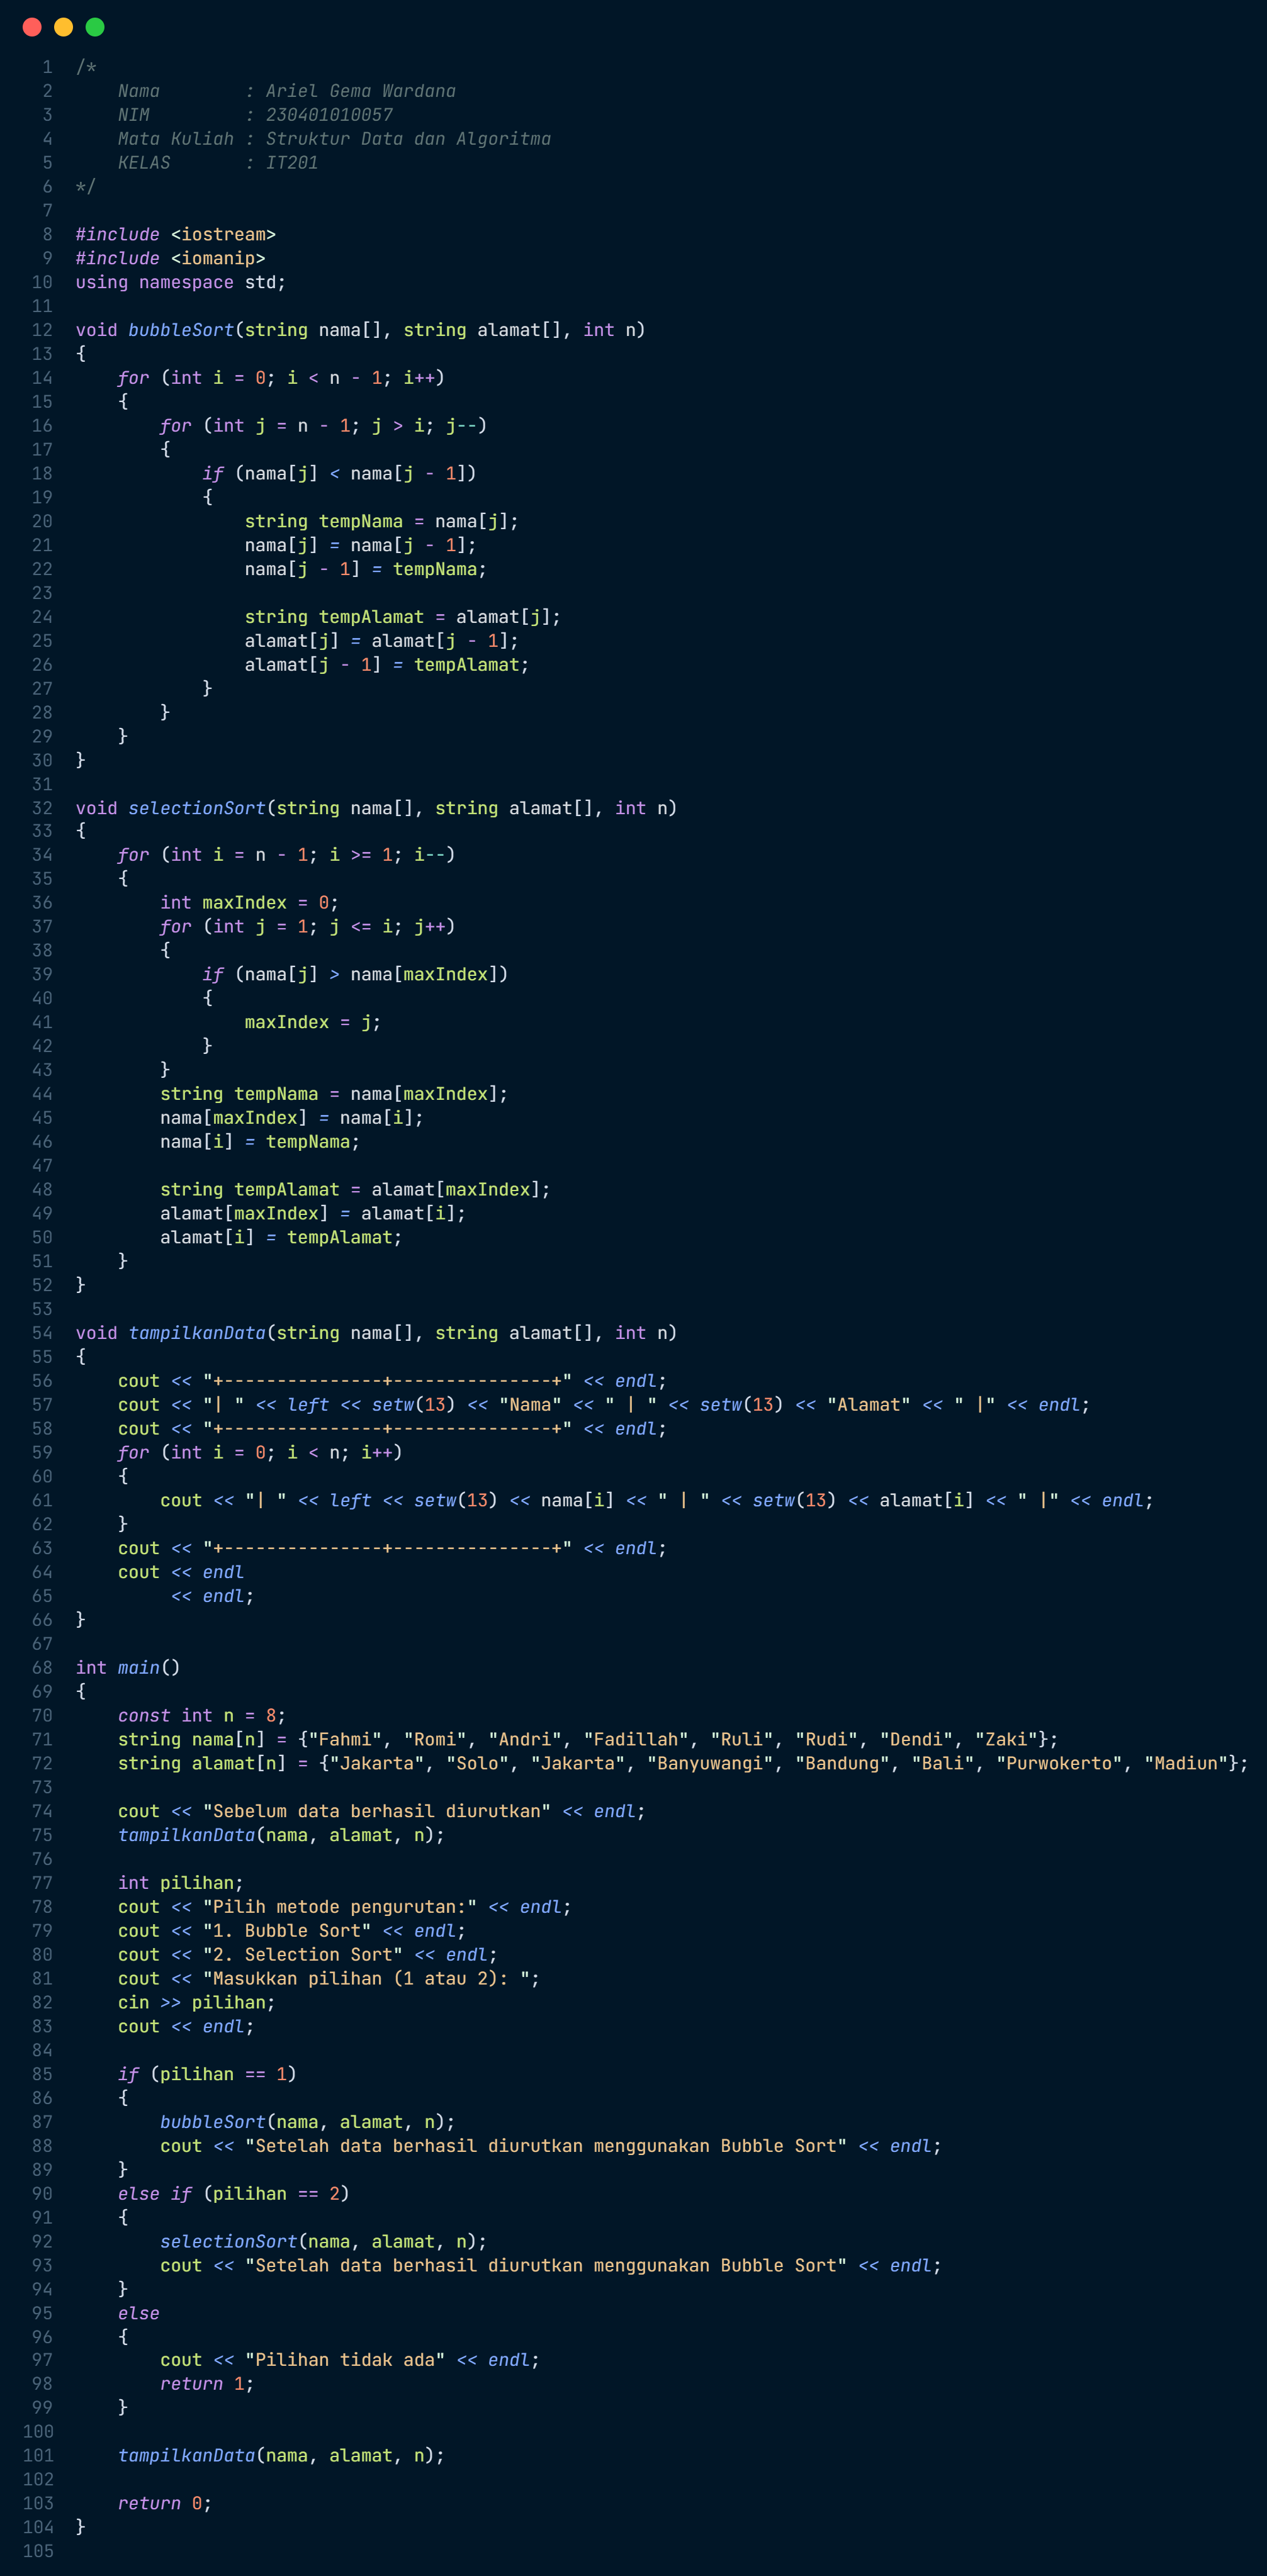 1 /*
2     Nama        : Ariel Gema Wardana
3     NIM         : 230401010057
4     Mata Kuliah : Struktur Data dan Algoritma
5     KELAS       : IT201
6 */
7
8 #include <iostream>
9 #include <iomanip>
10 using namespace std;
11
12 void bubbleSort(string nama[], string alamat[], int n)
13 {
14     for (int i = 0; i < n - 1; i++)
15     {
16         for (int j = n - 1; j > i; j--)
17         {
18             if (nama[j] < nama[j - 1])
19             {
20                 string tempNama = nama[j];
21                 nama[j] = nama[j - 1];
22                 nama[j - 1] = tempNama;
23
24                 string tempAlamat = alamat[j];
25                 alamat[j] = alamat[j - 1];
26                 alamat[j - 1] = tempAlamat;
27             }
28         }
29     }
30 }
31
32 void selectionSort(string nama[], string alamat[], int n)
33 {
34     for (int i = n - 1; i >= 1; i--)
35     {
36         int maxIndex = 0;
37         for (int j = 1; j <= i; j++)
38         {
39             if (nama[j] > nama[maxIndex])
40             {
41                 maxIndex = j;
42             }
43         }
44         string tempNama = nama[maxIndex];
45         nama[maxIndex] = nama[i];
46         nama[i] = tempNama;
47
48         string tempAlamat = alamat[maxIndex];
49         alamat[maxIndex] = alamat[i];
50         alamat[i] = tempAlamat;
51     }
52 }
53
54 void tampilkanData(string nama[], string alamat[], int n)
55 {
56     cout << "+---------------+---------------+" << endl;
57     cout << "| " << left << setw(13) << "Nama" << " | " << setw(13) << "Alamat" << " |" << endl;
58     cout << "+---------------+---------------+" << endl;
59     for (int i = 0; i < n; i++)
60     {
61         cout << "| " << left << setw(13) << nama[i] << " | " << setw(13) << alamat[i] << " |" << endl;
62     }
63     cout << "+---------------+---------------+" << endl;
64     cout << endl
65          << endl;
66 }
67
68 int main()
69 {
70     const int n = 8;
71     string nama[n] = {"Fahmi", "Romi", "Andri", "Fadillah", "Ruli", "Rudi", "Dendi", "Zaki"};
72     string alamat[n] = {"Jakarta", "Solo", "Jakarta", "Banyuwangi", "Bandung", "Bali", "Purwokerto", "Madiun"};
73
74     cout << "Sebelum data berhasil diurutkan" << endl;
75     tampilkanData(nama, alamat, n);
76
77     int pilihan;
78     cout << "Pilih metode pengurutan:" << endl;
79     cout << "1. Bubble Sort" << endl;
80     cout << "2. Selection Sort" << endl;
81     cout << "Masukkan pilihan (1 atau 2): ";
82     cin >> pilihan;
83     cout << endl;
84
85     if (pilihan == 1)
86     {
87         bubbleSort(nama, alamat, n);
88         cout << "Setelah data berhasil diurutkan menggunakan Bubble Sort" << endl;
89     }
90     else if (pilihan == 2)
91     {
92         selectionSort(nama, alamat, n);
93         cout << "Setelah data berhasil diurutkan menggunakan Bubble Sort" << endl;
94     }
95     else
96     {
97         cout << "Pilihan tidak ada" << endl;
98         return 1;
99     }
100
101     tampilkanData(nama, alamat, n);
102
103     return 0;
104 }
105